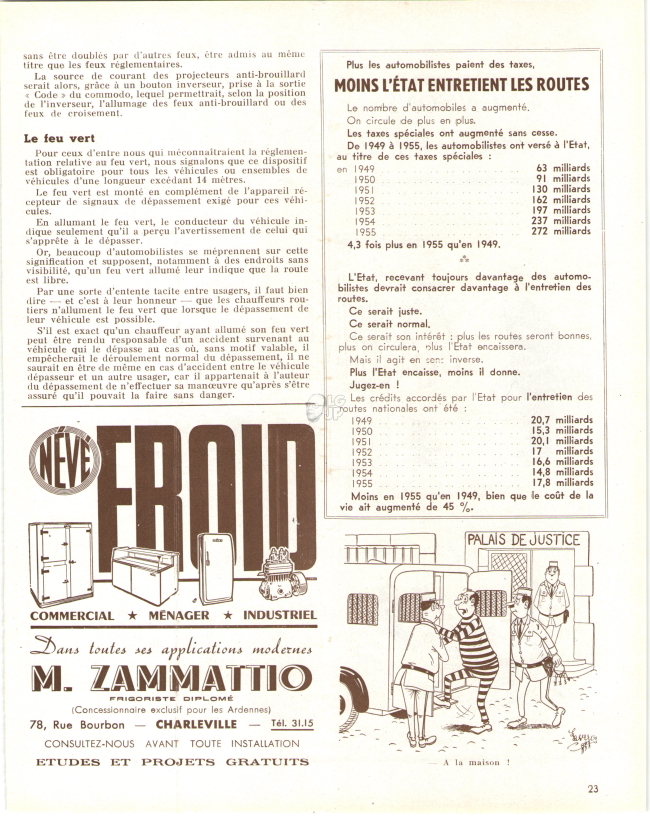 sans être doublés par d'autres feux, être admis au même
titre que les feux réglementaires.
La source de courant des projecteurs anti-brouillard
serait alors, grâce à un bouton inverseur, prise à la sortie
« Code » du commodo, lequel permettrait, selon la position
de l'inverseur, l'allumage des feux anti-brouillard ou des
feux de croisement.
Le feu vert
Pour ceux d'entre nous qui méconnaîtraient la réglemen-
tation relative au feu vert, nous signalons que ce dispositif
est obligatoire pour tous les véhicules ou ensembles de
véhicules d'une longueur excédant 14 mètres.
Le feu vert est monté en complément de l'appareil ré-
cepteur de signaux de dépassement exigé pour ces véhi-
cules.
En allumant le feu vert, le conducteur du véhicule in-
dique seulement qu'il a perçu l'avertissement de celui qui
s'apprête à le dépasser.
Or, beaucoup d'automobilistes se méprennent sur cette
signification et supposent, notamment à des endroits sans
visibilité, qu'un feu vert allumé leur indique que la route
est libre.
Par une sorte d'entente tacite entre usagers, il faut bien
dire — et c'est à leur honneur — que les chauffeurs rou-
tiers n'allument le feu vert que lorsque le dépassement de
leur véhicule est possible.
S'il est exact qu'un chauffeur ayant allumé son feu vert
peut être rendu responsable d'un accident survenant au
véhicule qui le dépasse au cas où, sans motif valable, il
empêcherait le déroulement normal du dépassement, il ne
saurait en être de même en cas d'accident entre le véhicule
dépasseur et un autre usager, car il appartenait à l'auteur
du dépassement de n'effectuer sa manœuvre qu'après s'être
assuré qu'il pouvait la faire sans danger.
NÉVÉ
FROID
COMMERCIAL ★ MÉNAGER ★ INDUSTRIEL
Dans toutes ses applications modernes
M. ZAMMATTIO
FRIGORISTE DIPLOMÉ
(Concessionnaire exclusif pour les Ardennes)
78, Rue Bourbon — CHARLEVILLE — Tél. 31.15
CONSULTEZ-NOUS AVANT TOUTE INSTALLATION
ETUDES ET PROJETS GRATUITS
Plus les automobilistes paient des taxes,
MOINS L'ÉTAT ENTRETIENT LES ROUTES
Le nombre d'automobiles a augmenté.
On circule de plus en plus.
Les taxes spéciales ont augmenté sans cesse.
De 1949 à 1955, les automobilistes ont versé à l'Etat,
au titre de ces taxes spéciales :
en 1949 63 milliards
1950 91 milliards
1951 130 milliards
1952 162 milliards
1953 197 milliards
1954 237 milliards
1955 272 milliards
4,3 fois plus en 1955 qu'en 1949.
L'Etat, recevant toujours davantage des automo-
bilistes devrait consacrer davantage à l'entretien des
routes.
Ce serait juste.
Ce serait normal.
Ce serait son intérêt : plus les routes seront bonnes,
plus on circulera, plus l'Etat encaissera.
Mais il agit en sens inverse.
Plus l'Etat encaisse, moins il donne.
Jugez-en !
Les crédits accordés par l'Etat pour l'entretien des
routes nationales ont été :
1949 20,7 milliards
1950 15,3 milliards
1951 20,1 milliards
1952 17 milliards
1953 16,6 milliards
1954 14,8 milliards
1955 17,8 milliards
Moins en 1955 qu'en 1949, bien que le coût de la
vie ait augmenté de 45 %.
PALAIS DE JUSTICE
— A la maison !
23